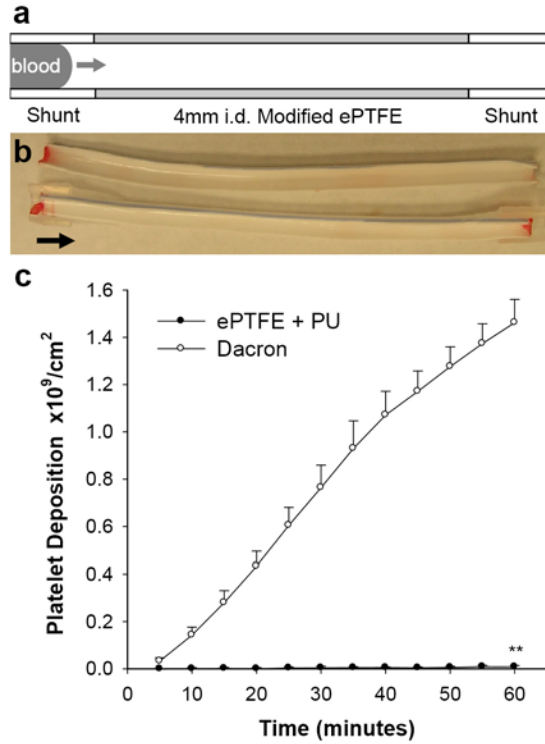 a
blood
Shunt 4mm i.d. Modified ePTFE Shunt
b
c
ePTFE + PU
Dacron
Platelet Deposition x10⁹/cm²
1.6
1.4
1.2
1.0
0.8
0.6
0.4
0.2
0.0
**
0 10 20 30 40 50 60
Time (minutes)